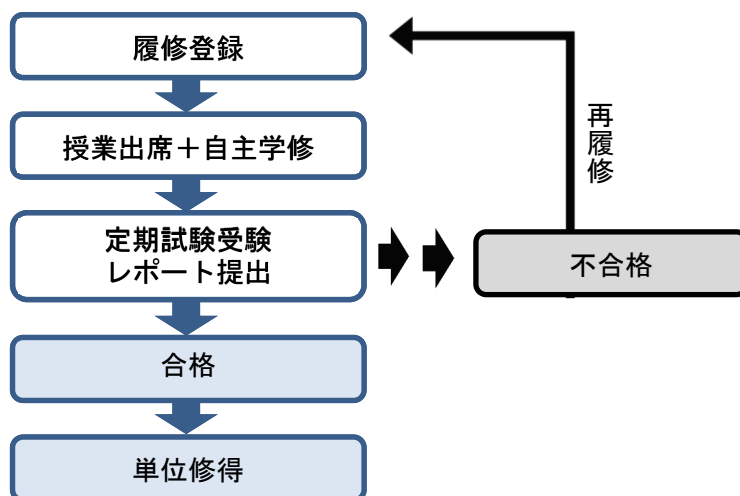 履修登録
授業出席＋自主学修
定期試験受験
レポート提出
不合格
再履修
合格
単位修得